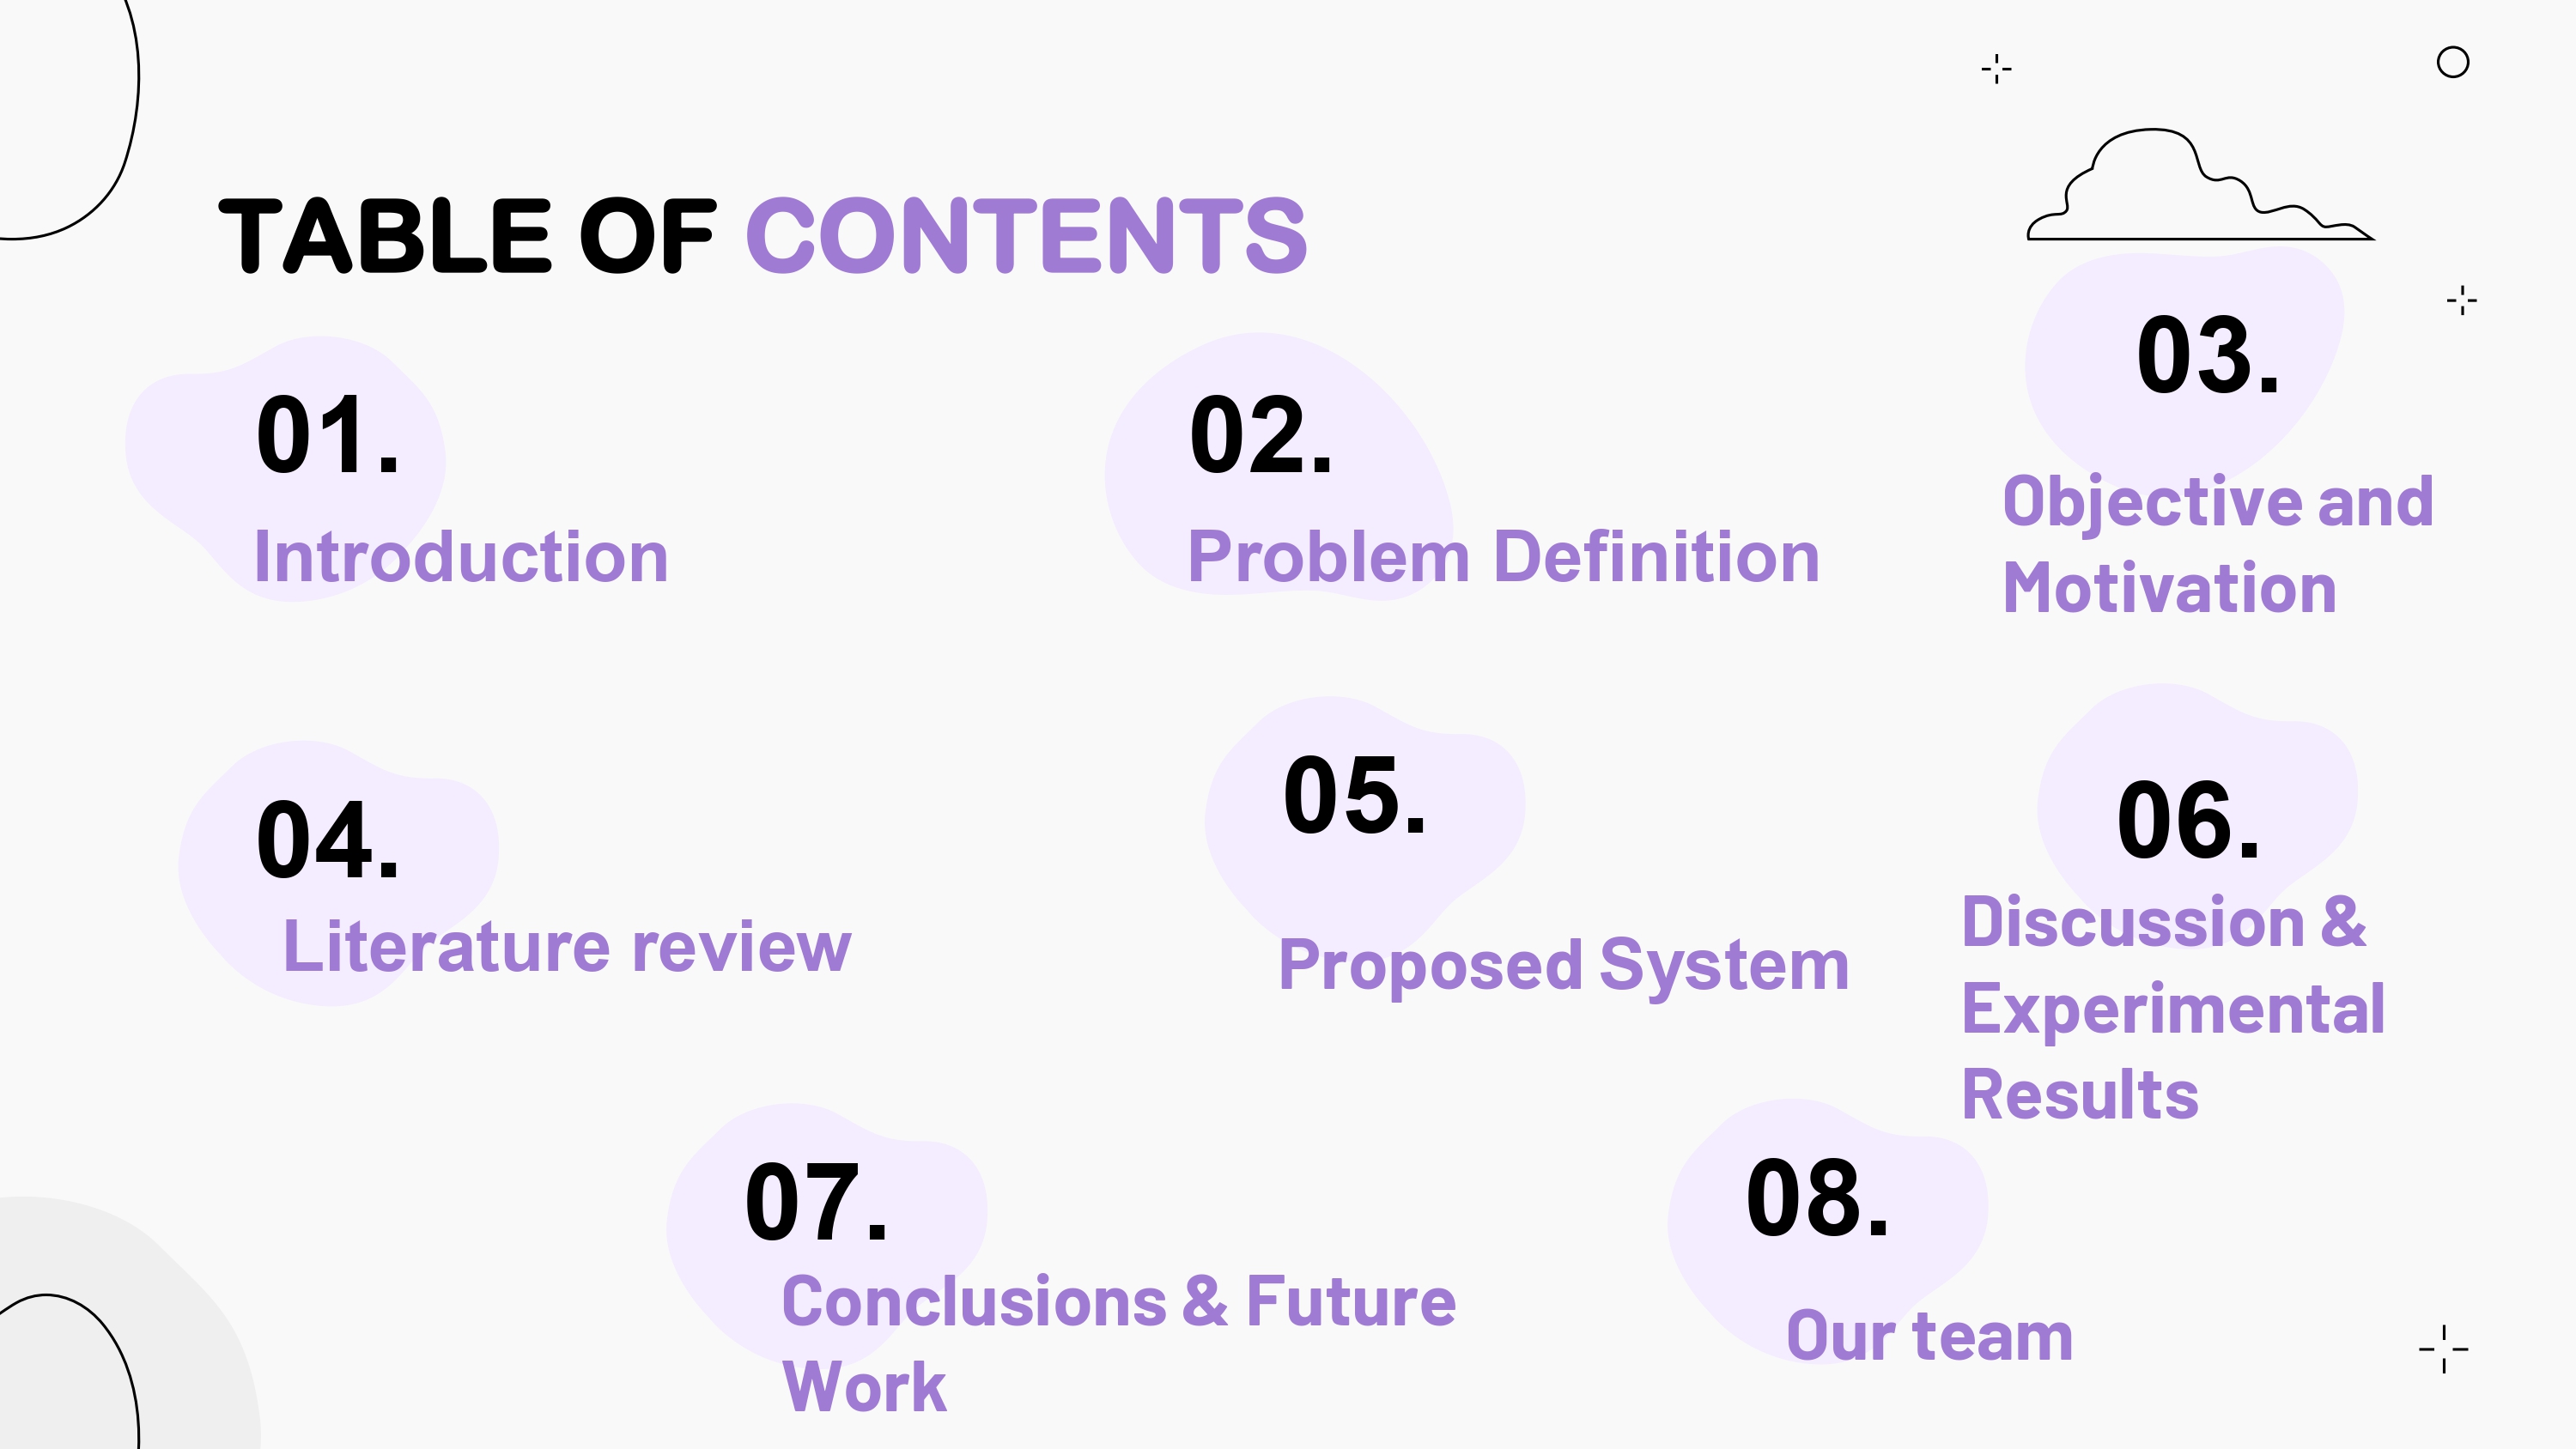 TABLE OF CONTENTS
01.
Introduction
02.
Problem Definition
03.
Objective and
Motivation
04.
Literature review
05.
Proposed System
06.
Discussion &
Experimental
Results
07.
Conclusions & Future
Work
08.
Our team